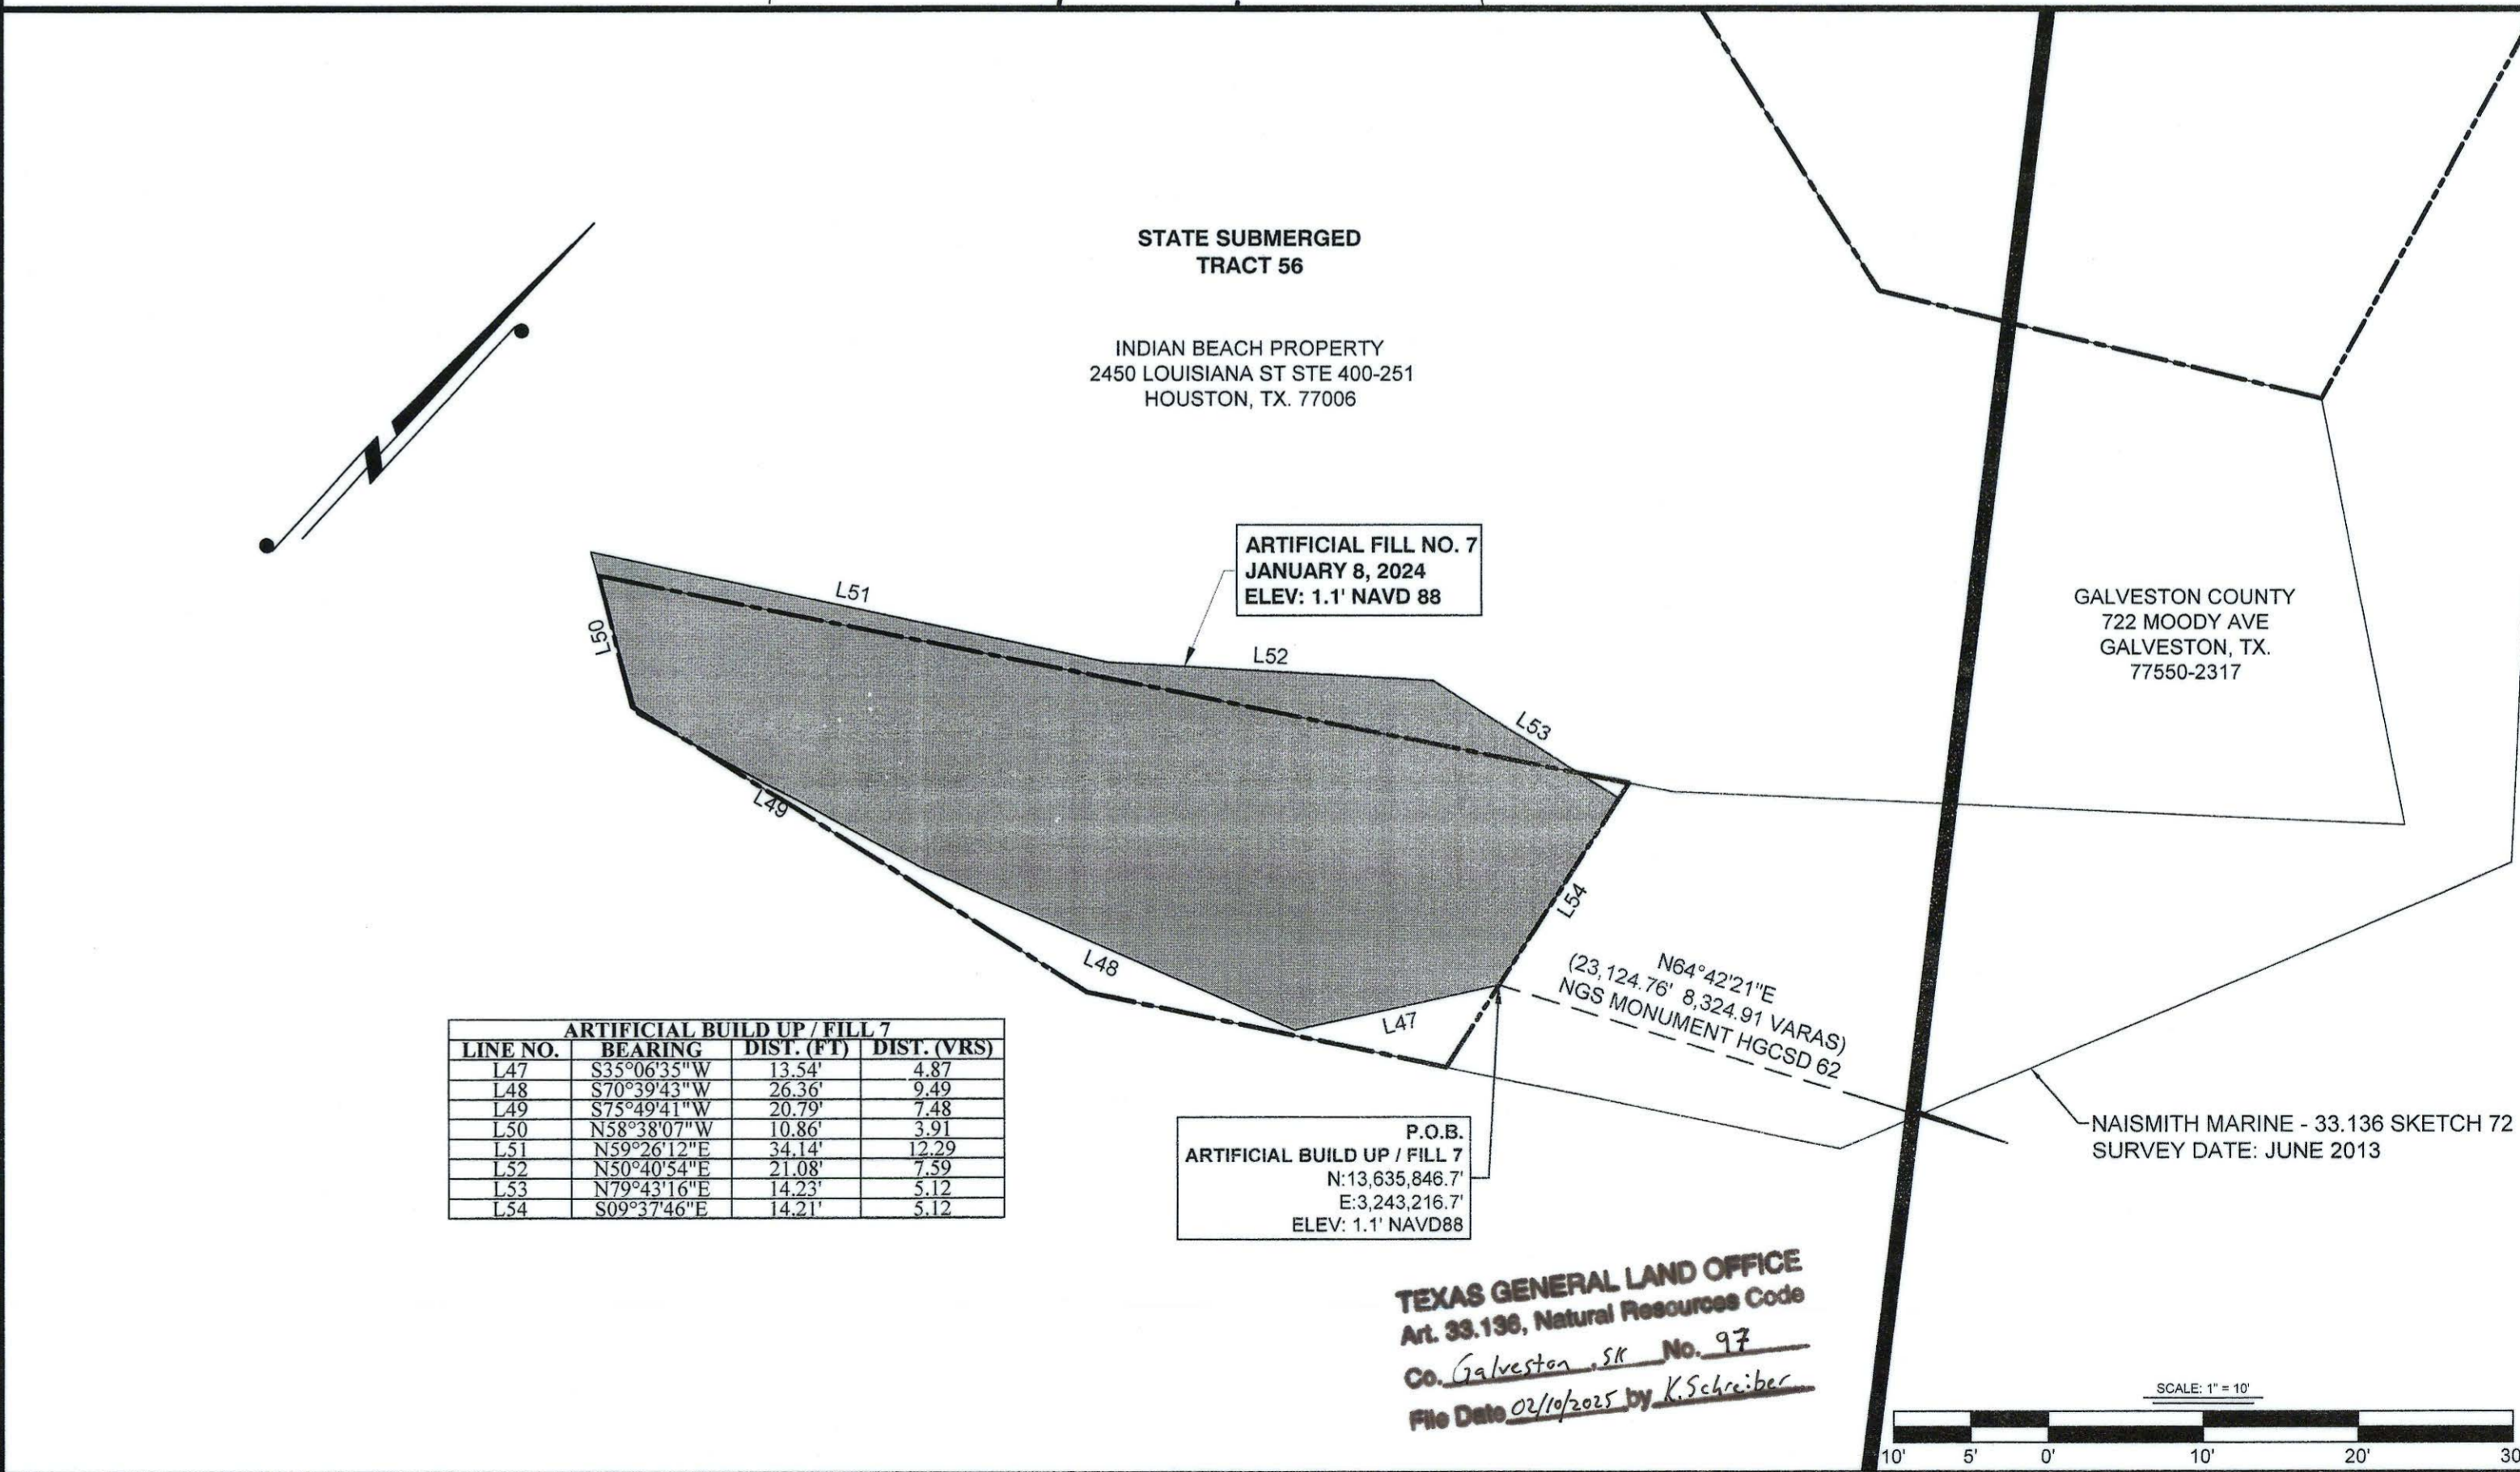 STATE SUBMERGED
TRACT 56
INDIAN BEACH PROPERTY
2450 LOUISIANA ST STE 400-251
HOUSTON, TX. 77006
N
ARTIFICIAL FILL NO. 7
JANUARY 8, 2024
ELEV: 1.1' NAVD 88
GALVESTON COUNTY
722 MOODY AVE
GALVESTON, TX.
77550-2317
L51
L52
L50
L53
L49
L54
L48
L47
N64°42'21"E
(23,124.76' 8,324.91 VARAS)
NGS MONUMENT HGCSD 62
ARTIFICIAL BUILD UP / FILL 7
LINE NO. BEARING DIST. (FT) DIST. (VRS)
L47 S35°06'35"W 13.54' 4.87
L48 S70°39'43"W 26.36' 9.49
L49 S75°49'41"W 20.79' 7.48
L50 N58°38'07"W 10.86' 3.91
L51 N59°26'12"E 34.14' 12.29
L52 N50°40'54"E 21.08' 7.59
L53 N79°43'16"E 14.23' 5.12
L54 S09°37'46"E 14.21' 5.12
P.O.B.
ARTIFICIAL BUILD UP / FILL 7
N:13,635,846.7'
E:3,243,216.7'
ELEV: 1.1' NAVD88
NAISMITH MARINE - 33.136 SKETCH 72
SURVEY DATE: JUNE 2013
TEXAS GENERAL LAND OFFICE
Art. 33.136, Natural Resources Code
Co. Galveston, SK No. 97
File Date 02/10/2025 by K. Schreiber
SCALE: 1" = 10'
10' 5' 0' 10' 20' 30